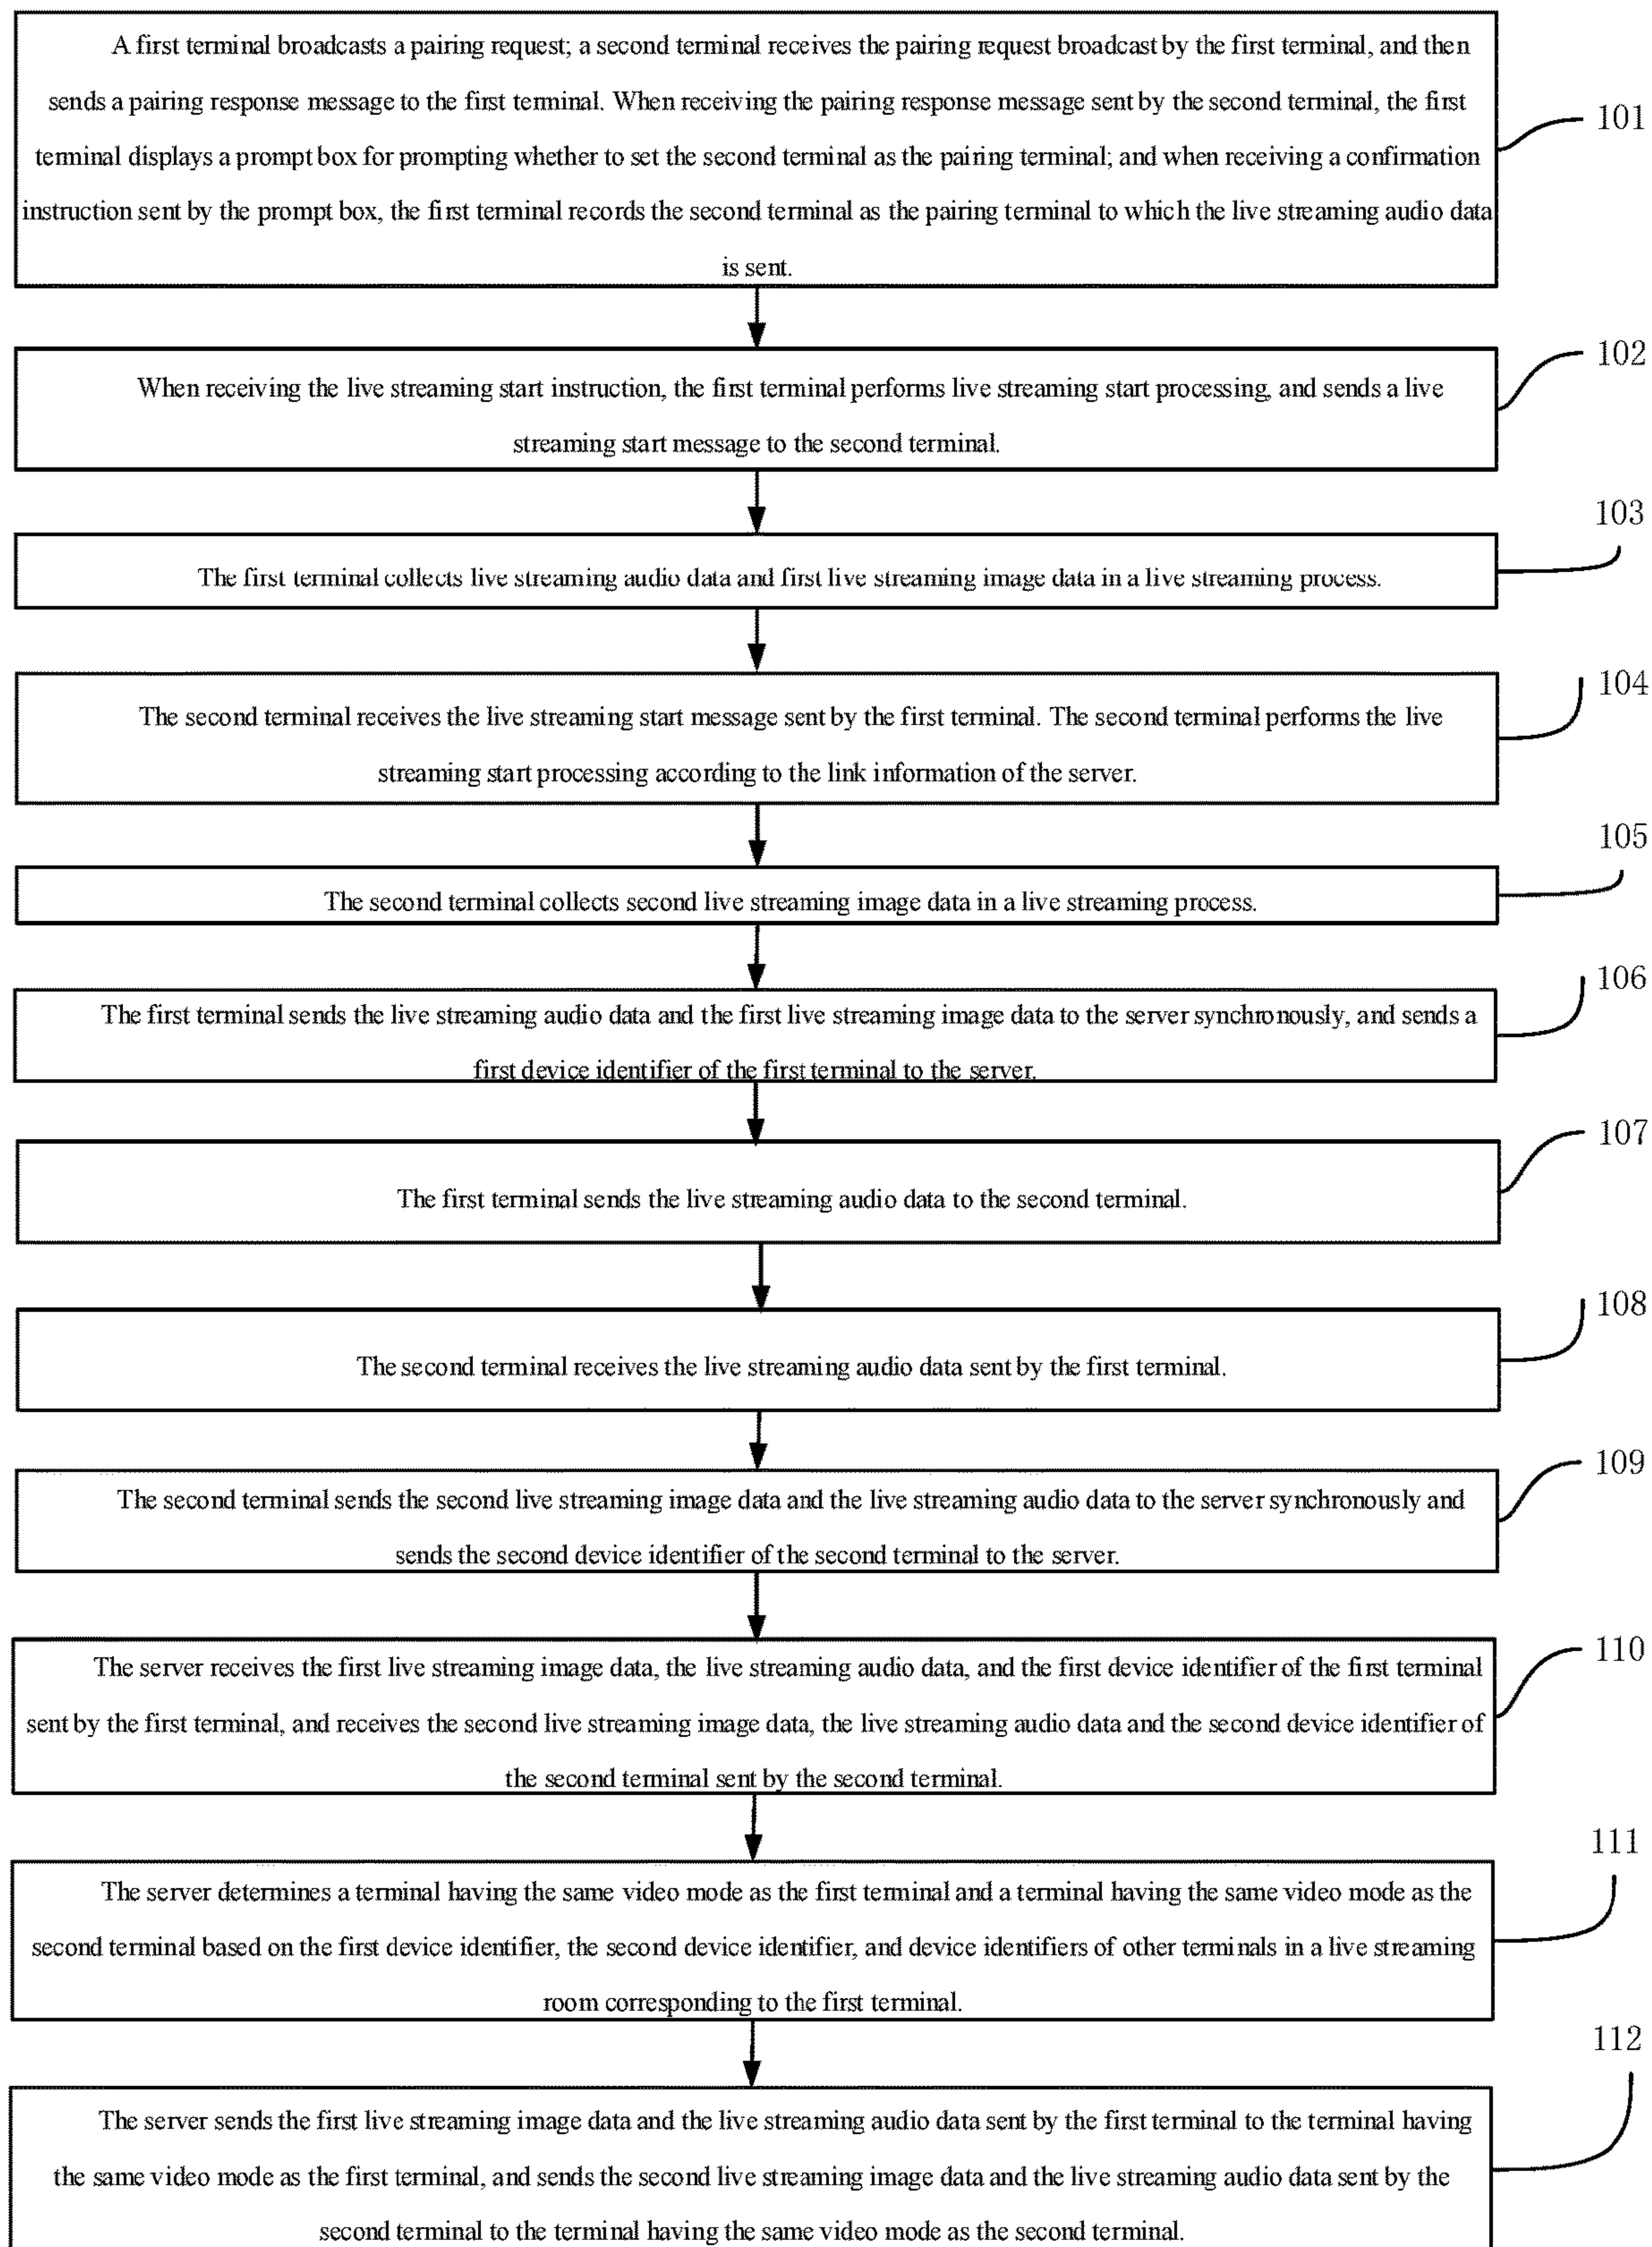 A first terminal broadcasts a pairing request; a second terminal receives the pairing request broadcast by the first terminal, and then
sends a pairing response message to the first terminal. When receiving the pairing response message sent by the second terminal, the first
terminal displays a prompt box for prompting whether to set the second terminal as the pairing terminal; and when receiving a confirmation
instruction sent by the prompt box, the first terminal records the second terminal as the pairing terminal to which the live streaming audio data
is sent.
101
When receiving the live streaming start instruction, the first terminal performs live streaming start processing, and sends a live
streaming start message to the second terminal.
102
The first terminal collects live streaming audio data and first live streaming image data in a live streaming process.
103
The second terminal receives the live streaming start message sent by the first terminal. The second terminal performs the live
streaming start processing according to the link information of the server.
104
The second terminal collects second live streaming image data in a live streaming process.
105
The first terminal sends the live streaming audio data and the first live streaming image data to the server synchronously, and sends a
first device identifier of the first terminal to the server.
106
The first terminal sends the live streaming audio data to the second terminal.
107
The second terminal receives the live streaming audio data sent by the first terminal.
108
The second terminal sends the second live streaming image data and the live streaming audio data to the server synchronously and
sends the second device identifier of the second terminal to the server.
109
The server receives the first live streaming image data, the live streaming audio data, and the first device identifier of the first terminal
sent by the first terminal, and receives the second live streaming image data, the live streaming audio data and the second device identifier of
the second terminal sent by the second terminal.
110
The server determines a terminal having the same video mode as the first terminal and a terminal having the same video mode as the
second terminal based on the first device identifier, the second device identifier, and device identifiers of other terminals in a live streaming
room corresponding to the first terminal.
111
The server sends the first live streaming image data and the live streaming audio data sent by the first terminal to the terminal having
the same video mode as the first terminal, and sends the second live streaming image data and the live streaming audio data sent by the
second terminal to the terminal having the same video mode as the second terminal.
112